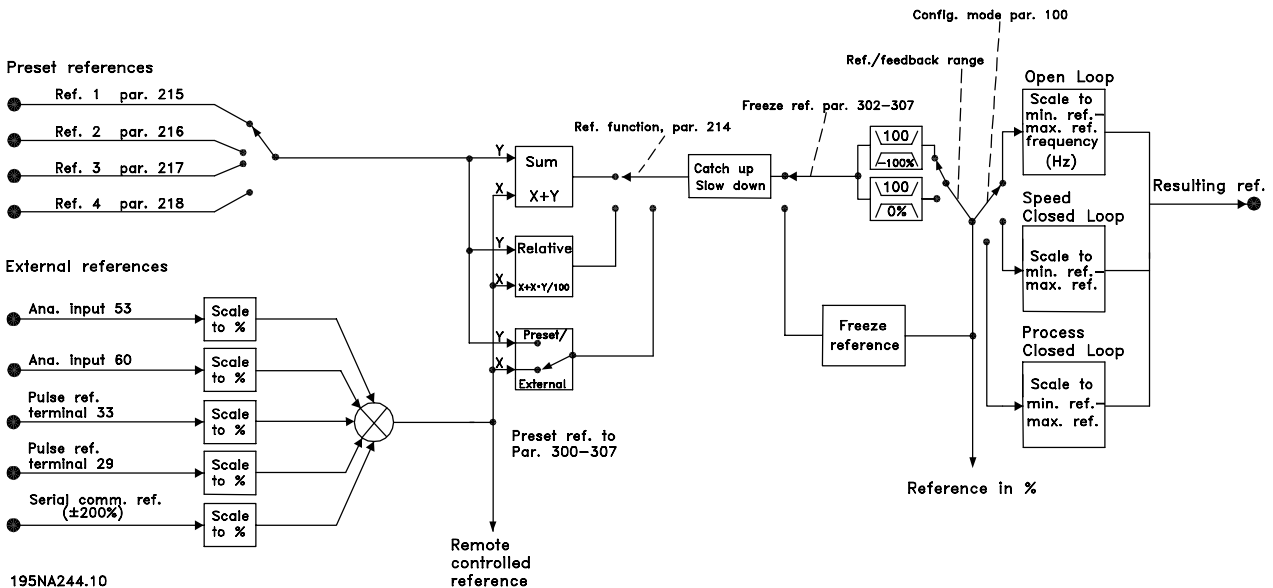 Config. mode par. 100
Ref./feedback range
Preset references
Ref. 1 par. 215
Ref. 2 par. 216
Ref. 3 par. 217
Ref. 4 par. 218
External references
Ana. input 53
Ana. input 60
Pulse ref.
terminal 33
Pulse ref.
terminal 29
Serial comm. ref.
(±200%)
Scale
to %
Scale
to %
Scale
to %
Scale
to %
Scale
to %
Y
Sum
X
X+Y
Y
Relative
X
X+X•Y/100
Y
Preset/
X
External
Preset ref. to
Par. 300-307
Remote
controlled
reference
Ref. function, par. 214
Catch up
Slow down
Freeze ref. par. 302-307
100
-100%
100
0%
Freeze
reference
Reference in %
Open Loop
Scale to
min. ref.-
max. ref.
frequency
(Hz)
Speed
Closed Loop
Scale to
min. ref.-
max. ref.
Process
Closed Loop
Scale to
min. ref.-
max. ref.
Resulting ref.
195NA244.10